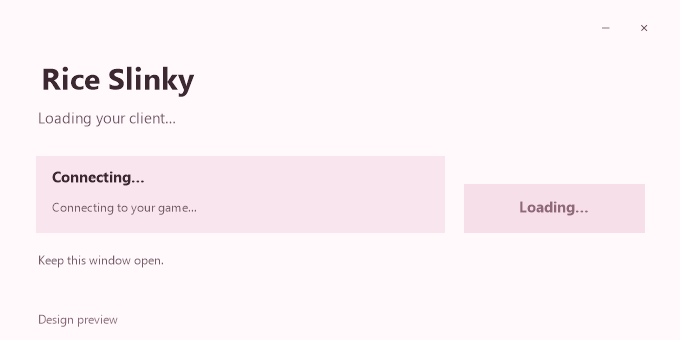 Rice Slinky
Loading your client...
Connecting...
Connecting to your game...
Loading...
Keep this window open.
Design preview